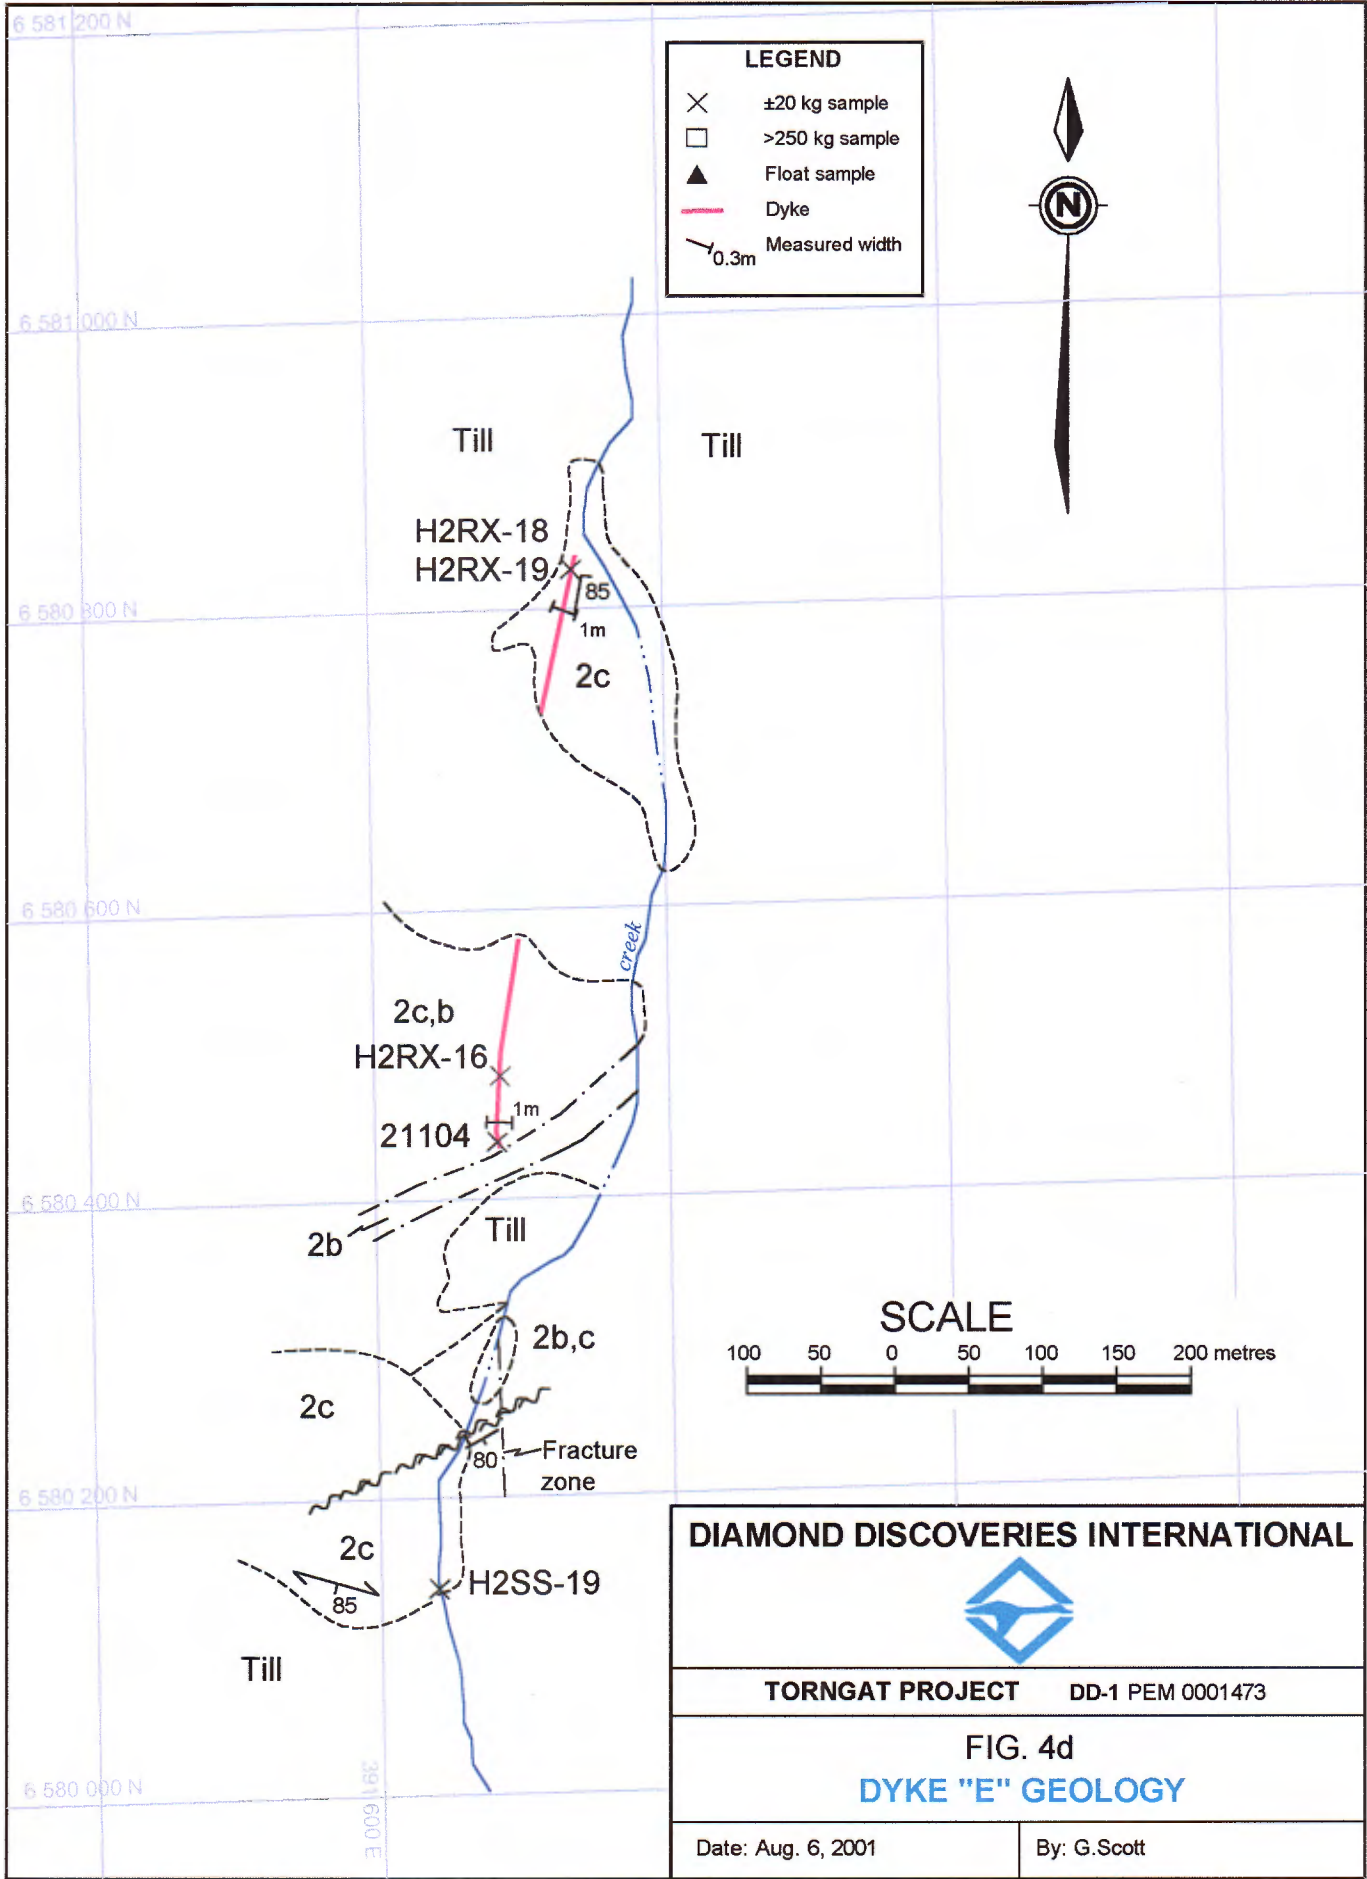 6 581 200 N
LEGEND
±20 kg sample
>250 kg sample
Float sample
Dyke
Measured width
0.3m
N
6 581 000 N
Till
Till
H2RX-18
H2RX-19
85
1m
6 580 800 N
2c
6 580 600 N
creek
2c,b
H2RX-16
1m
21104
6 580 400 N
Till
2b
SCALE
2b,c
100 50 0 50 100 150 200 metres
2c
80
Fracture
zone
6 580 200 N
2c
85
H2SS-19
Till
6 580 000 N
391 600 E
DIAMOND DISCOVERIES INTERNATIONAL
TORNGAT PROJECT DD-1 PEM 0001473
FIG. 4d
DYKE "E" GEOLOGY
Date: Aug. 6, 2001
By: G.Scott